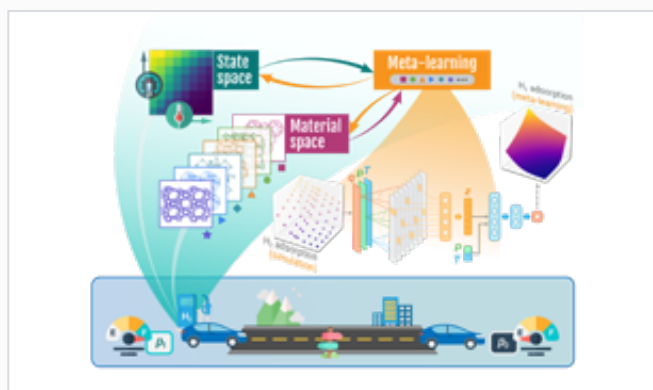 State
space
Meta-learning
Material
space
H₂ adsorption
(meta-learning)
H₂ adsorption
(simulation)
z
P
T
E
F
H₂
E
F